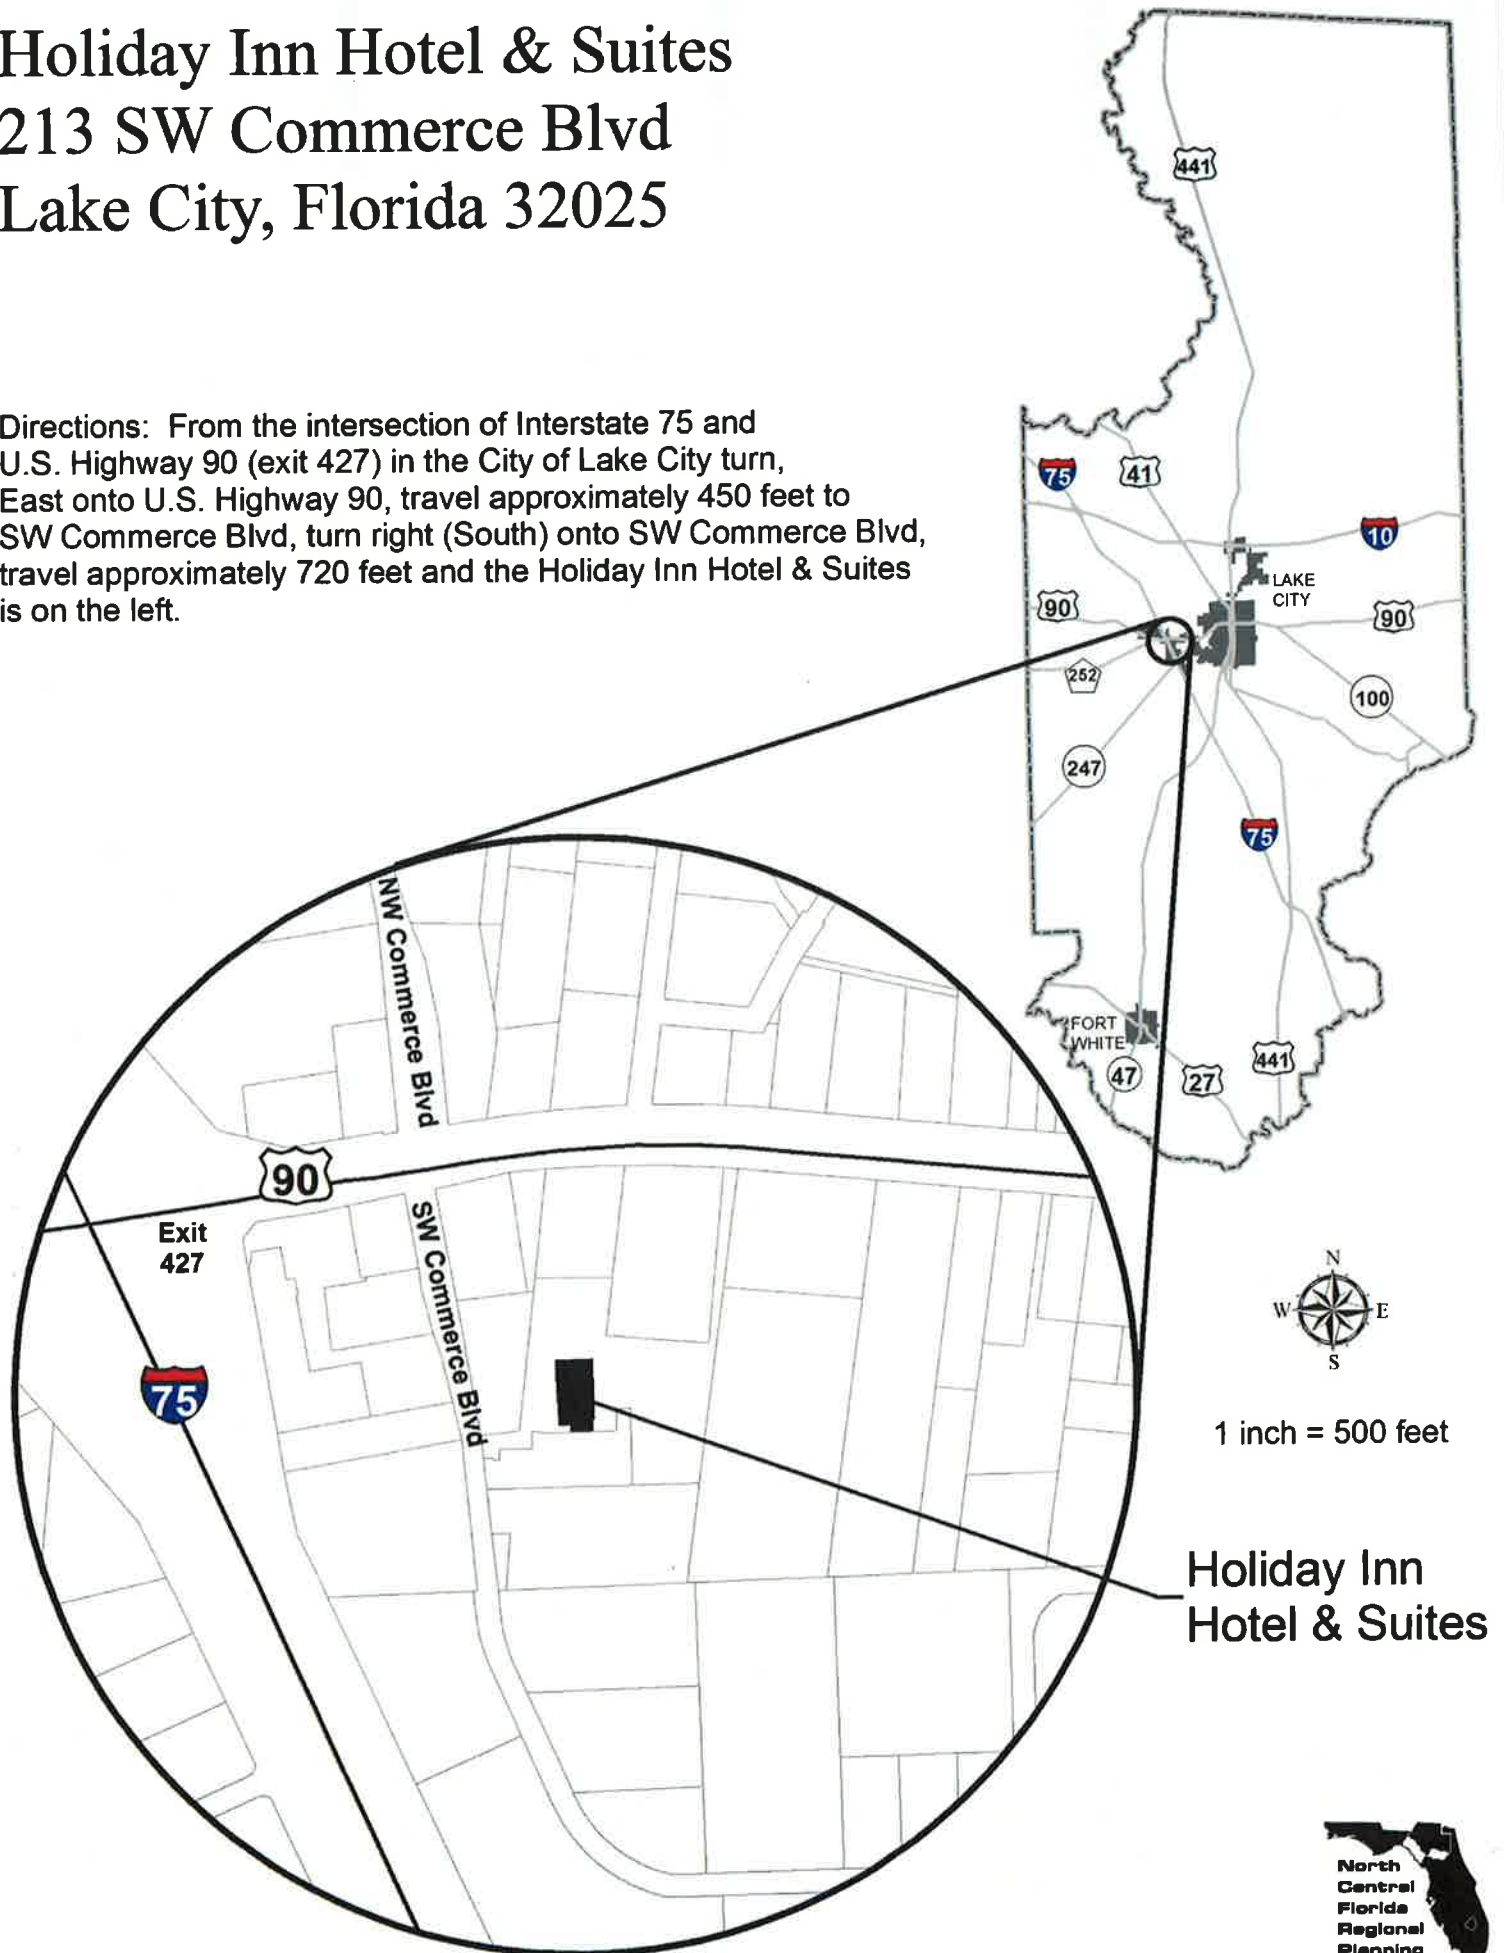 Holiday Inn Hotel & Suites
213 SW Commerce Blvd
Lake City, Florida 32025
Directions: From the intersection of Interstate 75 and
U.S. Highway 90 (exit 427) in the City of Lake City turn,
East onto U.S. Highway 90, travel approximately 450 feet to
SW Commerce Blvd, turn right (South) onto SW Commerce Blvd,
travel approximately 720 feet and the Holiday Inn Hotel & Suites
is on the left.
441
75
41
10
LAKE
CITY
90
90
252
100
247
75
FORT
WHITE
47
27
441
NW Commerce Blvd
90
Exit
427
SW Commerce Blvd
75
N
W
E
S
1 inch = 500 feet
Holiday Inn
Hotel & Suites
North
Central
Florida
Regional
Planning